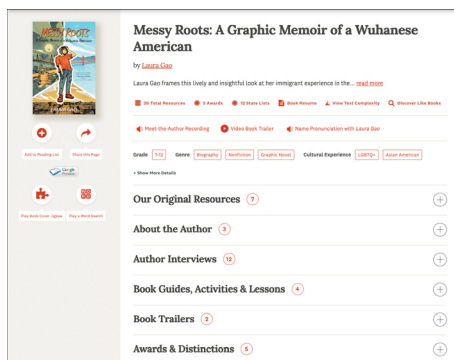 MESSY ROOTS
Messy Roots: A Graphic Memoir of a Wuhanese
American
by Laura Gao
Laura Gao frames this lively and insightful look at her immigrant experience in the... read more
26 Total Resources 5 Awards 12 State Lists Book Resume View Text Complexity Discover Like Books
Meet-the-Author Recording Video Book Trailer Name Pronunciation with Laura Gao
Add to Reading List Share this Page
Grade 7-12 Genre Biography Nonfiction Graphic Novel Cultural Experience LGBTQ+ Asian American
Google Preview
+ Show More Details
Play Book Cover Jigsaw Play a Word Search
Our Original Resources 7
About the Author 3
Author Interviews 12
Book Guides, Activities & Lessons 4
Book Trailers 2
Awards & Distinctions 5